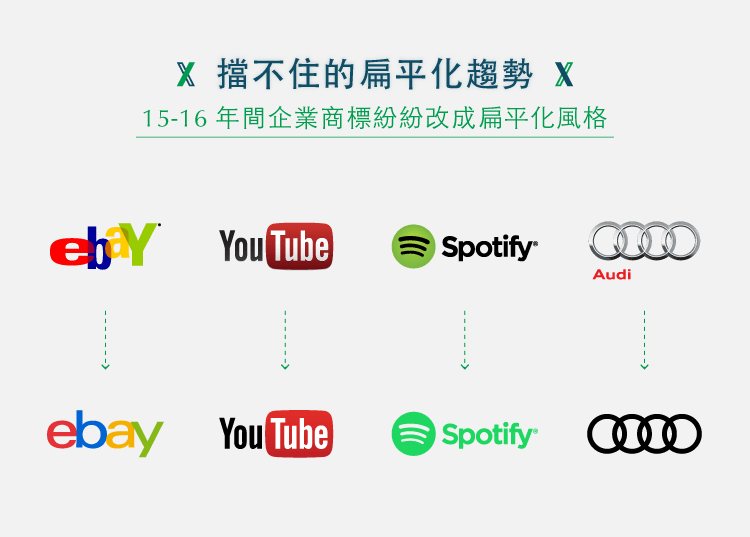 擋不住的扁平化趨勢
15-16 年間企業商標紛紛改成扁平化風格
ebay
YouTube
Spotify®
Audi
ebay
YouTube
Spotify®